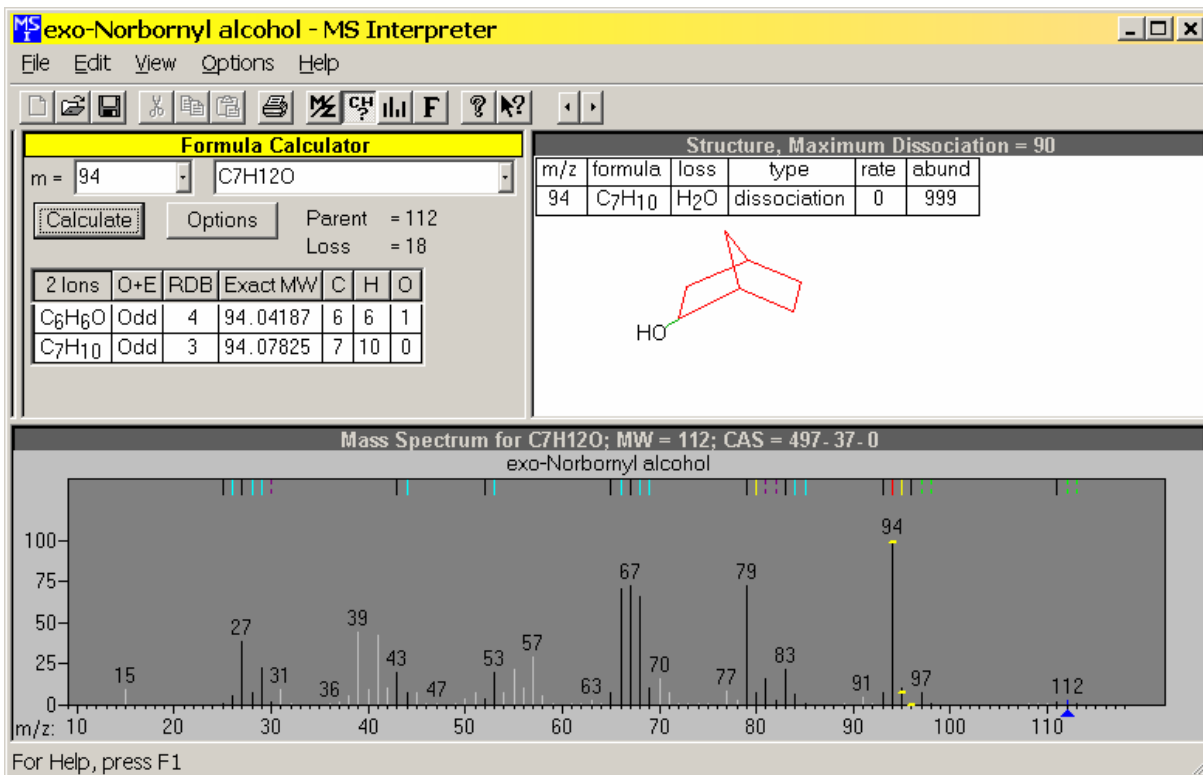 MS I exo-Norbornyl alcohol - MS Interpreter
File Edit View Options Help
M/Z CH ? F ? ?
Formula Calculator
m = 94 C7H12O
Calculate Options Parent = 112
Loss = 18
2 Ions O+E RDB Exact MW C H O
C6H6O Odd 4 94.04187 6 6 1
C7H10 Odd 3 94.07825 7 10 0
Structure, Maximum Dissociation = 90
m/z formula loss type rate abund
94 C7H10 H2O dissociation 0 999
HO
Mass Spectrum for C7H12O; MW = 112; CAS = 497-37-0
exo-Norbornyl alcohol
100
75
50
25
0
15 27 31 36 39 43 47 53 57 63 67 70 77 79 83 91 94 97 112
m/z: 10 20 30 40 50 60 70 80 90 100 110
For Help, press F1